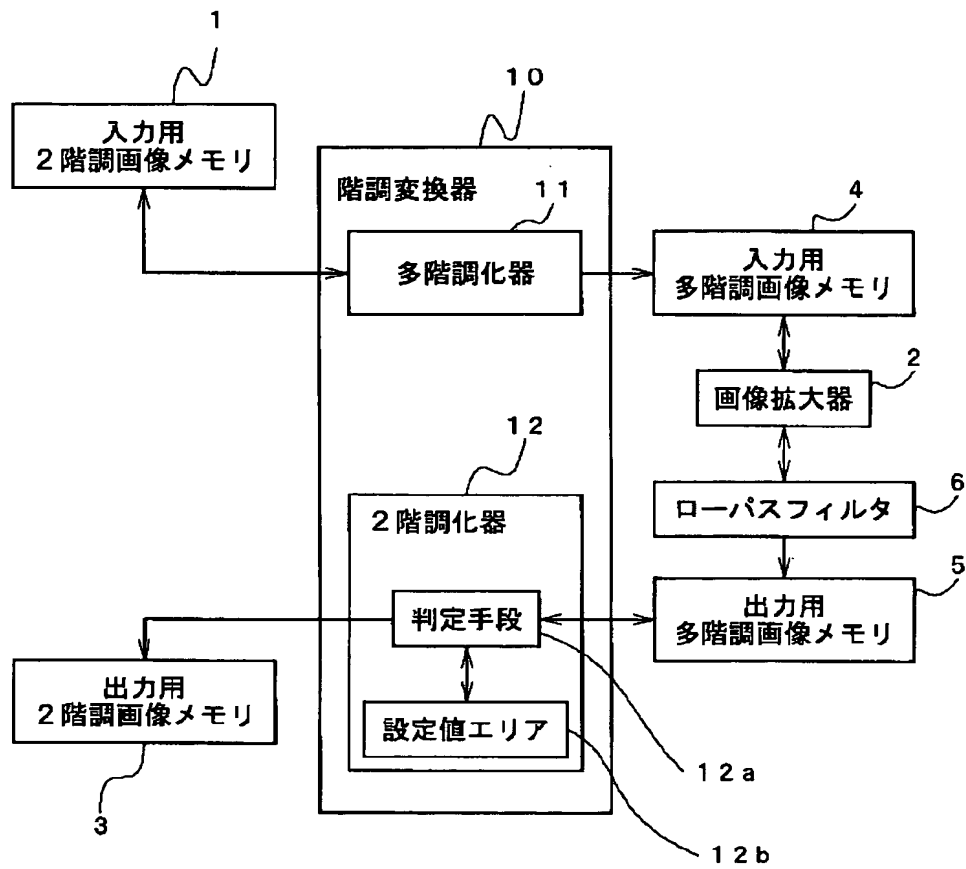 1
入力用
2階調画像メモリ
10
階調変換器
11
多階調化器
4
入力用
多階調画像メモリ
2
画像拡大器
6
ローパスフィルタ
12
2階調化器
判定手段
設定値エリア
5
出力用
多階調画像メモリ
出力用
2階調画像メモリ
3
12a
12b